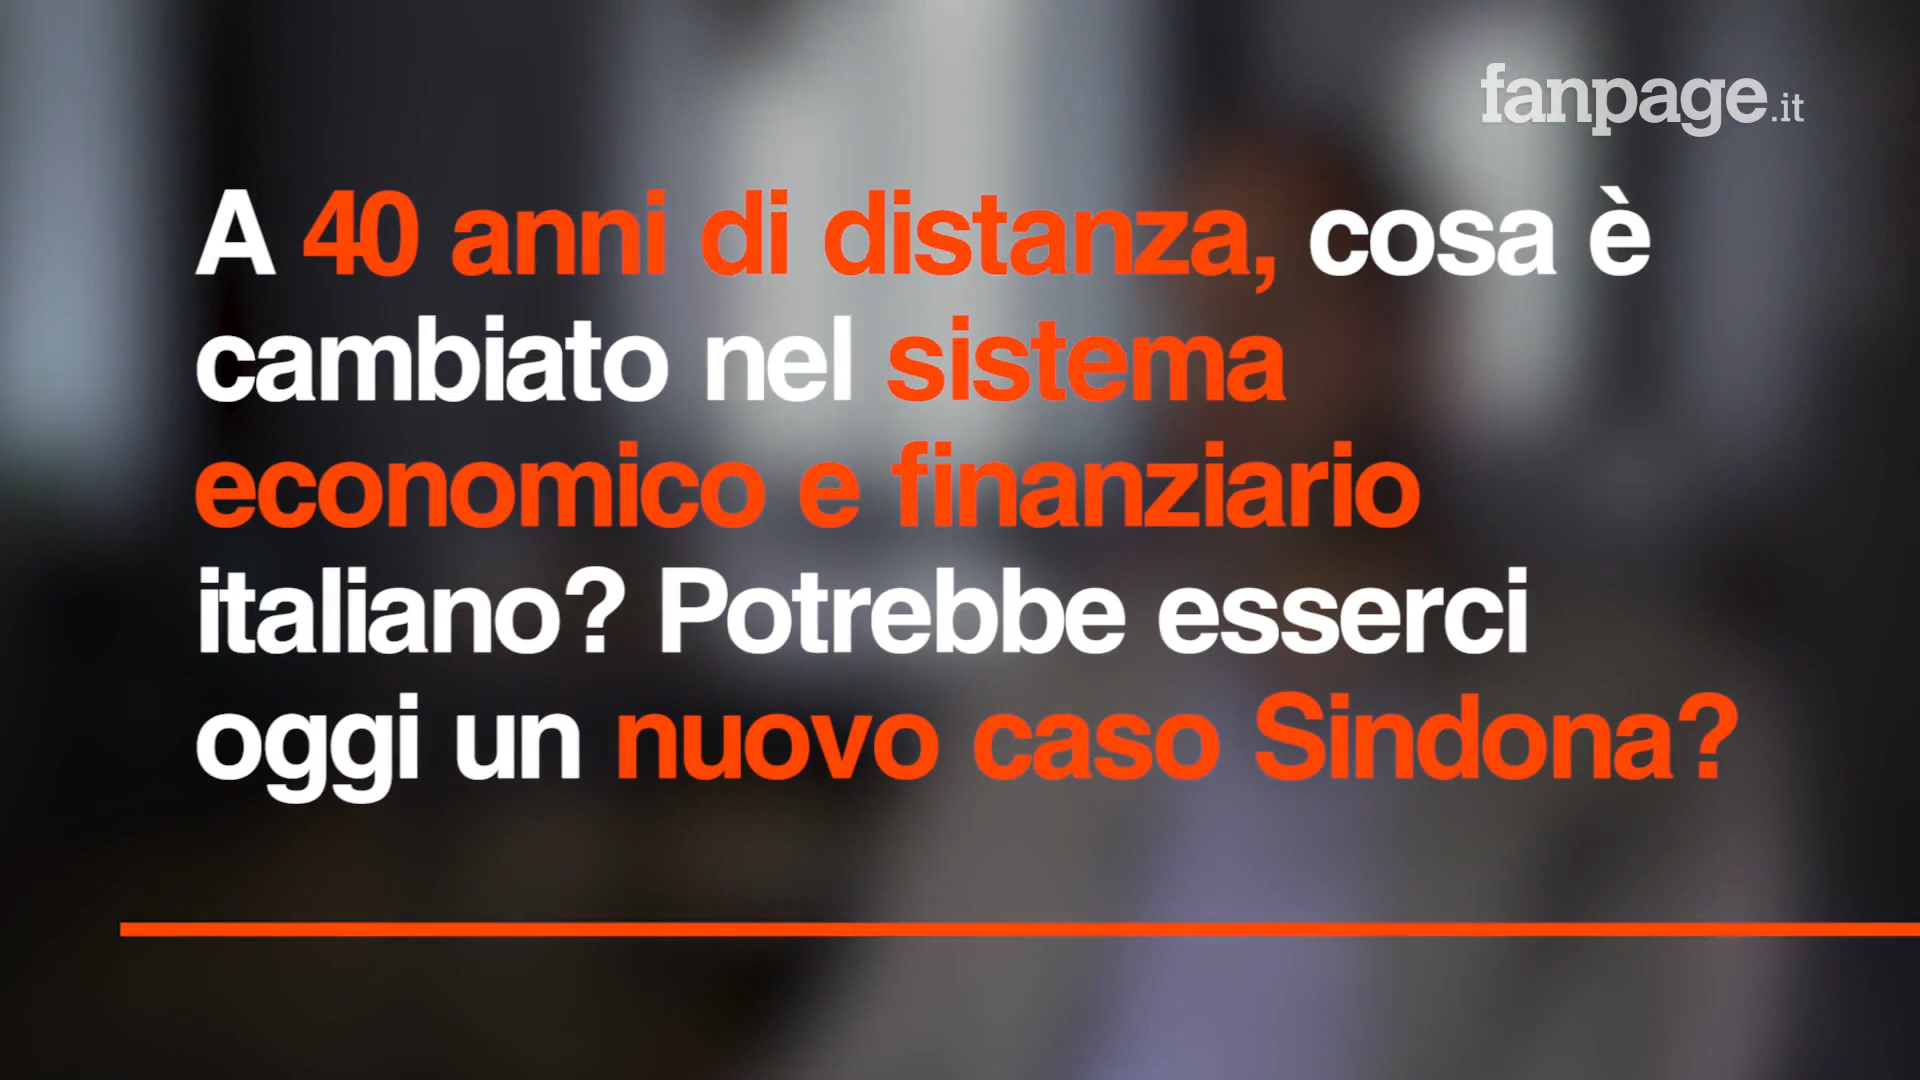 fanpage.it
A 40 anni di distanza, cosa è
cambiato nel sistema
economico e finanziario
italiano? Potrebbe esserci
oggi un nuovo caso Sindona?